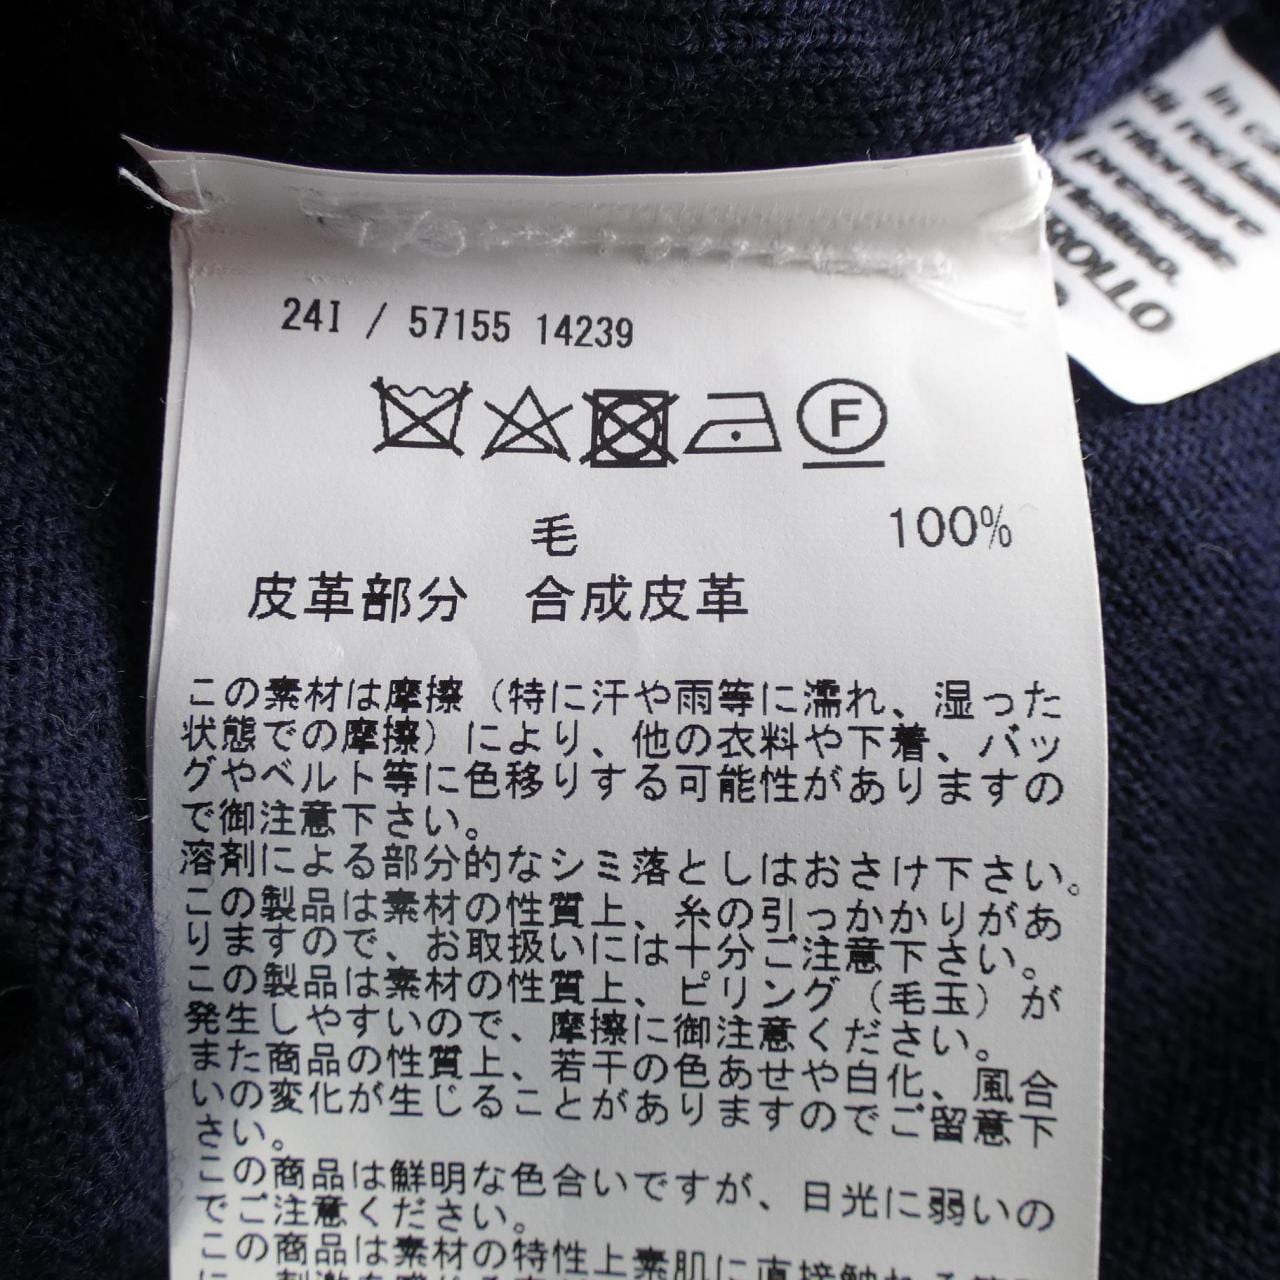 24I / 57155 14239
F
毛 100%
皮革部分 合成皮革
この素材は摩擦（特に汗や雨等に濡れ、湿った
状態での摩擦）により、他の衣料や下着、バッ
グやベルト等に色移りする可能性がありますの
で御注意下さい。
溶剤による部分的なシミ落としはおさけ下さい。
この製品は素材の性質上、糸の引っかかりがあ
りますので、お取扱いには十分ご注意下さい。
この製品は素材の性質上、ピリング（毛玉）が
発生しやすいので、摩擦に御注意ください。
また商品の性質上、若干の色あせや白化、風合
いの変化が生じることがありますのでご留意下
さい。
この商品は鮮明な色合いですが、日光に弱いの
でご注意ください。
この商品は素材の特性上素肌に直接触れる
in
di
ritornare
presente